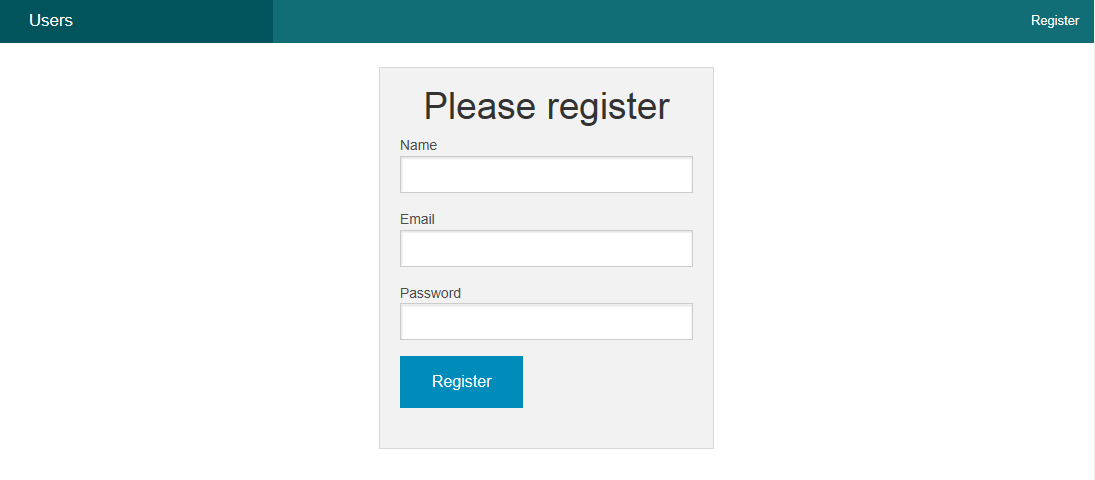 Users
Register
Please register
Name
Email
Password
Register